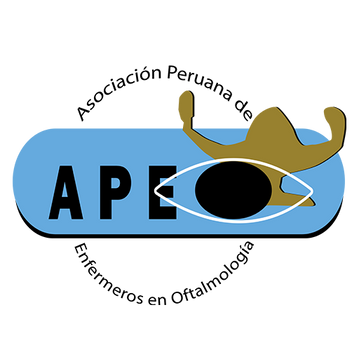 Asociación Peruana de
APE
Enfermeros en Oftalmología